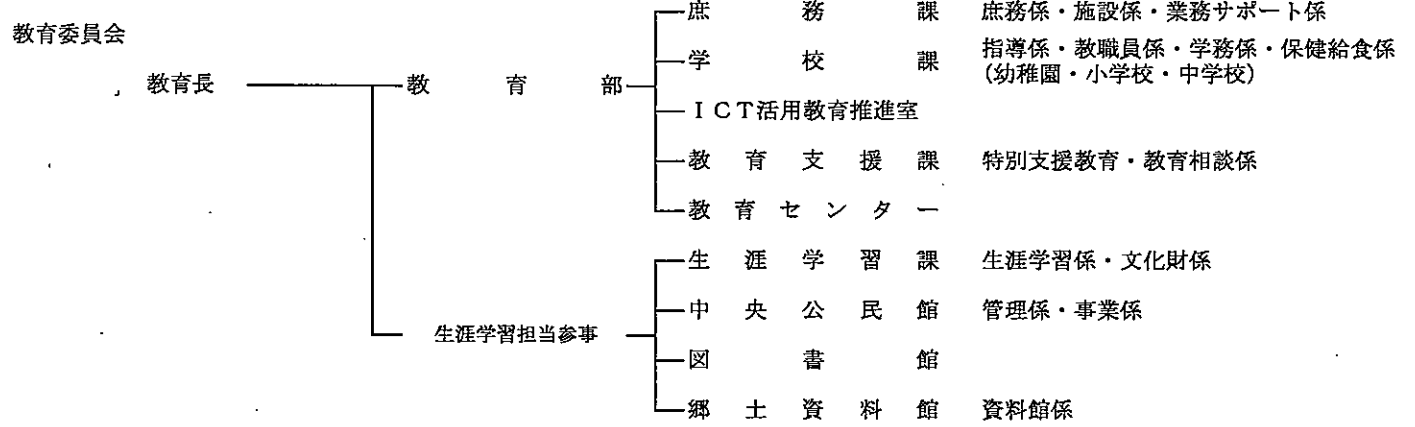 庶務課 庶務係・施設係・業務サポート係
教育委員会
学校課 指導係・教職員係・学務係・保健給食係
(幼稚園・小学校・中学校)
教育長 教育部
ICT活用教育推進室
教育支援課 特別支援教育・教育相談係
教育センター
生涯学習課 生涯学習係・文化財係
中央公民館 管理係・事業係
生涯学習担当参事
図書館
郷土資料館 資料館係